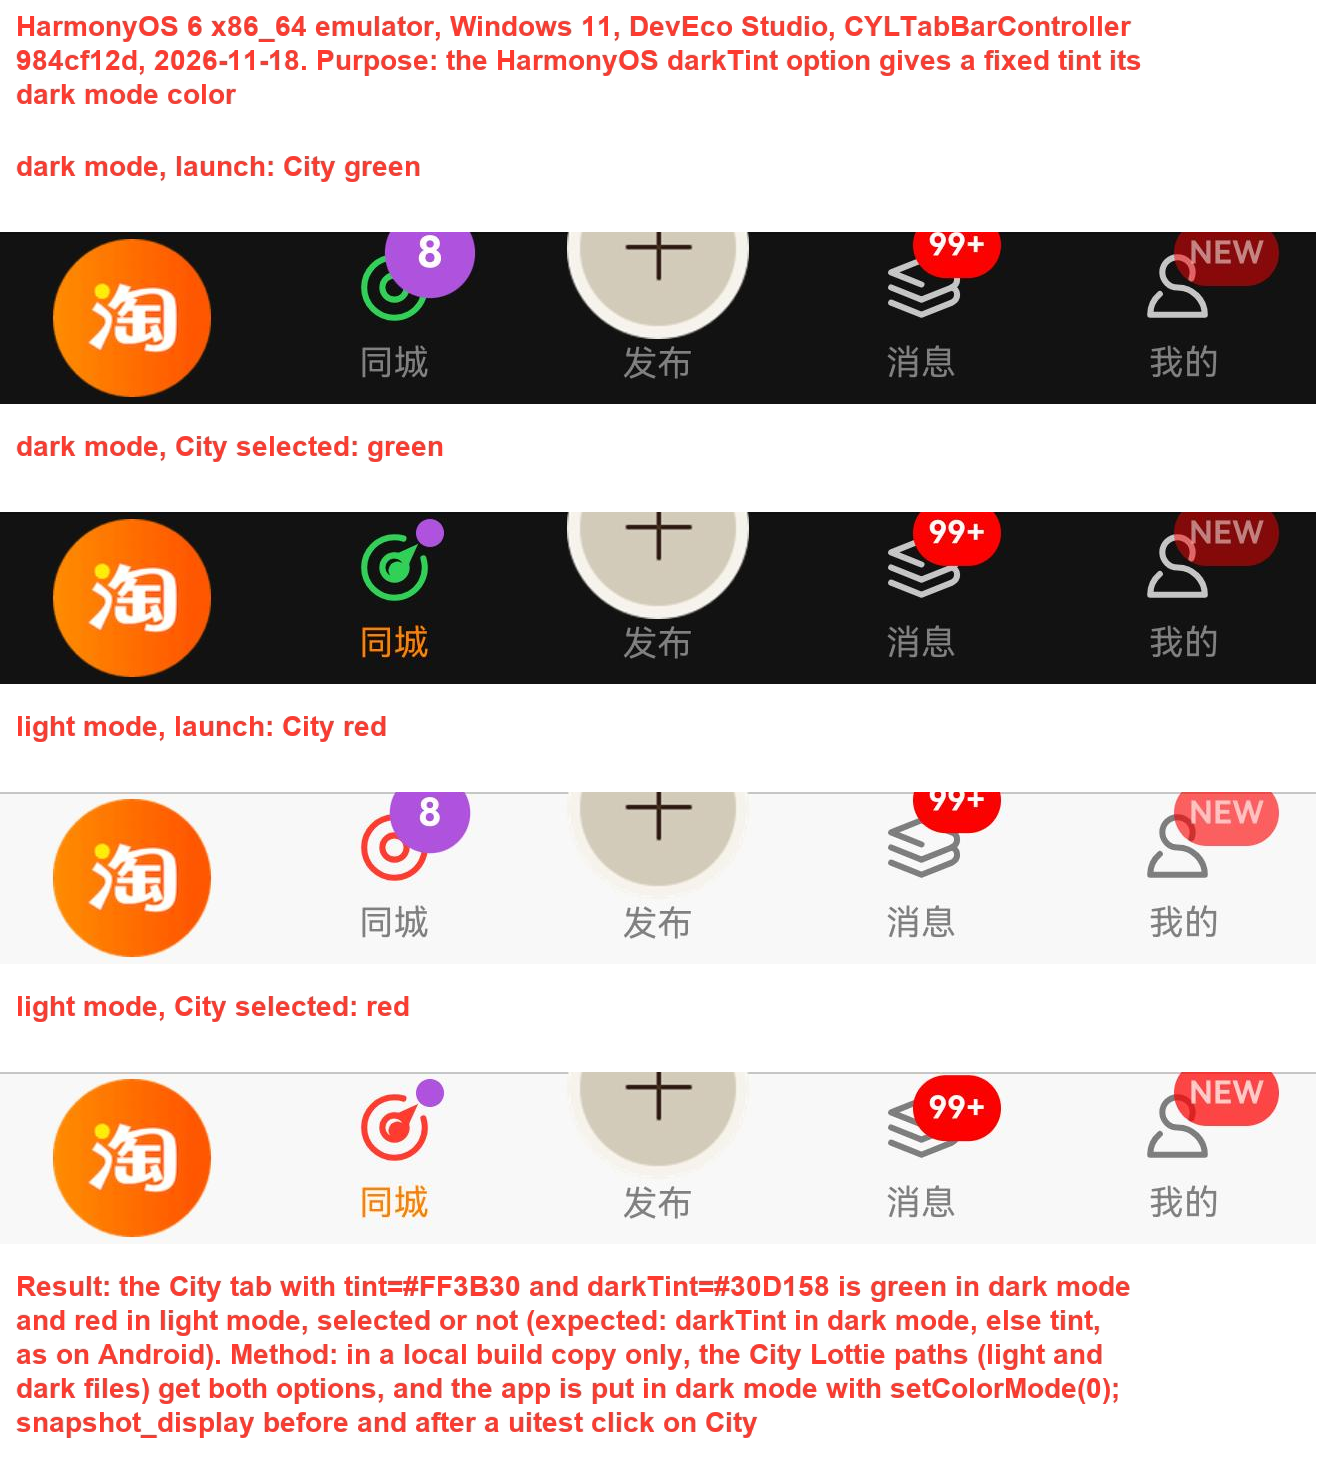 HarmonyOS 6 x86_64 emulator, Windows 11, DevEco Studio, CYLTabBarController
984cf12d, 2026-11-18. Purpose: the HarmonyOS darkTint option gives a fixed tint its
dark mode color
dark mode, launch: City green
淘 8 99+ NEW
同城 发布 消息 我的
dark mode, City selected: green
淘 99+ NEW
同城 发布 消息 我的
light mode, launch: City red
淘 8 99+ NEW
同城 发布 消息 我的
light mode, City selected: red
淘 99+ NEW
同城 发布 消息 我的
Result: the City tab with tint=#FF3B30 and darkTint=#30D158 is green in dark mode
and red in light mode, selected or not (expected: darkTint in dark mode, else tint,
as on Android). Method: in a local build copy only, the City Lottie paths (light and
dark files) get both options, and the app is put in dark mode with setColorMode(0);
snapshot_display before and after a uitest click on City